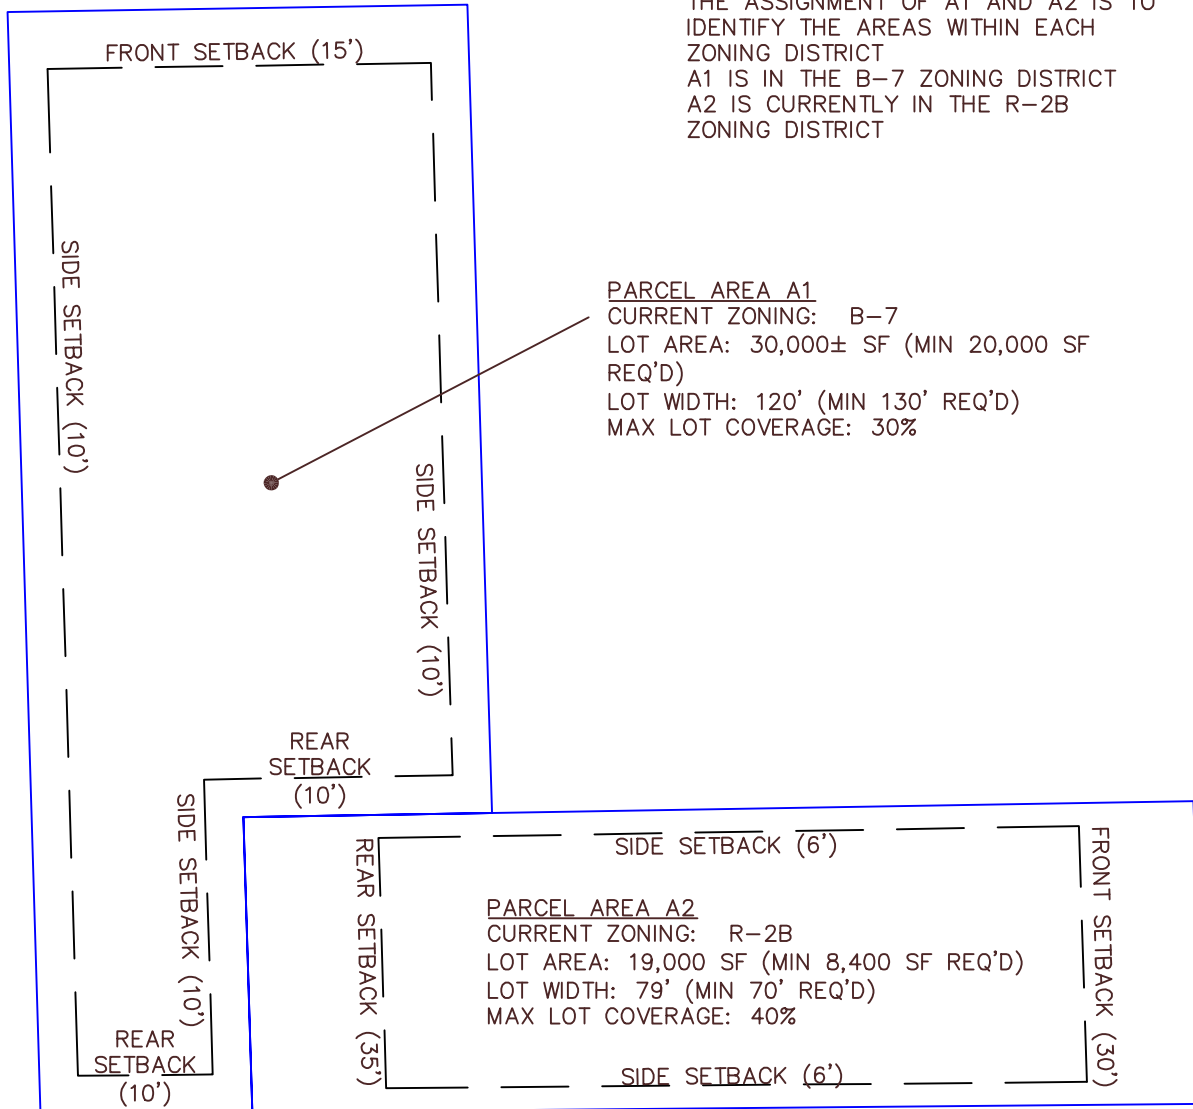 THE ASSIGNMENT OF A1 AND A2 IS TO
IDENTIFY THE AREAS WITHIN EACH
ZONING DISTRICT
A1 IS IN THE B-7 ZONING DISTRICT
A2 IS CURRENTLY IN THE R-2B
ZONING DISTRICT
FRONT SETBACK (15')
SIDE SETBACK (10')
PARCEL AREA A1
CURRENT ZONING: B-7
LOT AREA: 30,000± SF (MIN 20,000 SF
REQ'D)
LOT WIDTH: 120' (MIN 130' REQ'D)
MAX LOT COVERAGE: 30%
SIDE SETBACK (10')
REAR
SETBACK
(10')
SIDE SETBACK (10')
REAR
SETBACK
(10')
REAR SETBACK (35')
SIDE SETBACK (6')
PARCEL AREA A2
CURRENT ZONING: R-2B
LOT AREA: 19,000 SF (MIN 8,400 SF REQ'D)
LOT WIDTH: 79' (MIN 70' REQ'D)
MAX LOT COVERAGE: 40%
SIDE SETBACK (6')
FRONT SETBACK (30')